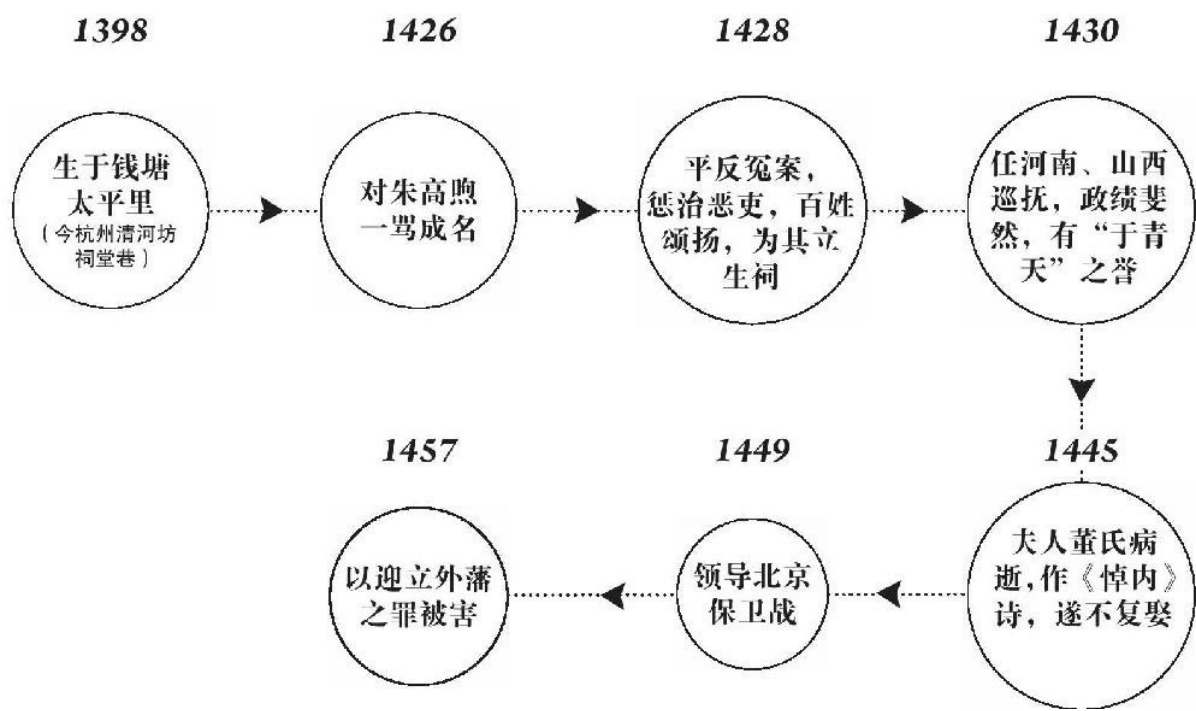 1398
生于钱塘
太平里
（今杭州清河坊
祠堂巷）
1426
对朱高煦
一骂成名
1428
平反冤案，
惩治恶吏，百姓
颂扬，为其立
生祠
1430
任河南、山西
巡抚，政绩斐
然，有“于青
天”之誉
1445
夫人董氏病
逝，作《悼内》
诗，遂不复娶
1449
领导北京
保卫战
1457
以迎立外藩
之罪被害